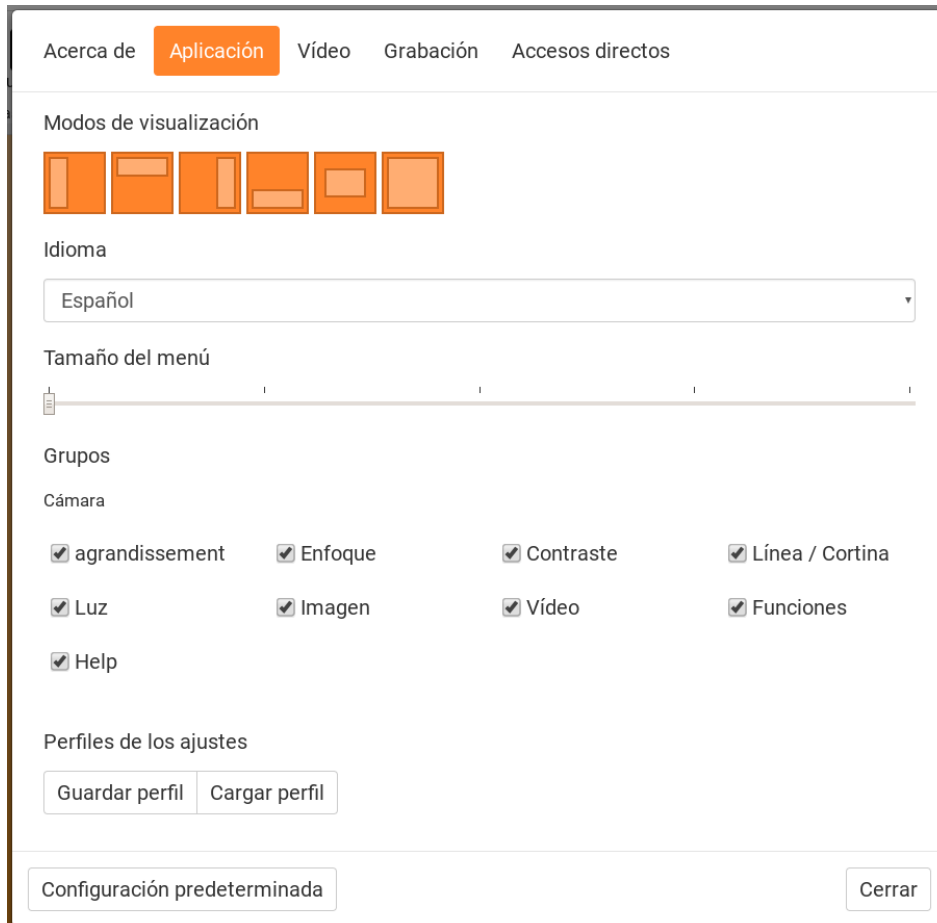 Acerca de Aplicación Vídeo Grabación Accesos directos
Modos de visualización
Idioma
Español
Tamaño del menú
Grupos
Cámara
agrandissement Enfoque Contraste Línea / Cortina
Luz Imagen Vídeo Funciones
Help
Perfiles de los ajustes
Guardar perfil Cargar perfil
Configuración predeterminada Cerrar